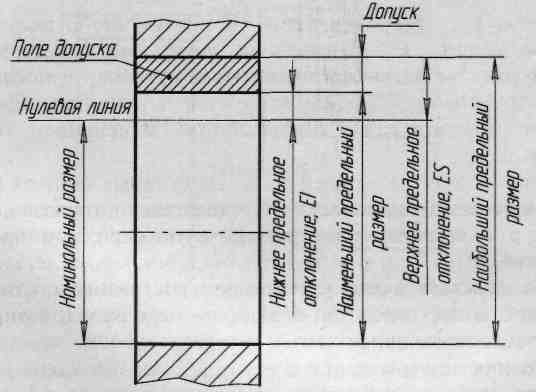 Допуск
Поле допуска
Нулевая линия
Номинальный размер
Нижнее предельное
отклонение, EI
Наименьший предельный
размер
Верхнее предельное
отклонение, ES
Наибольший предельный
размер